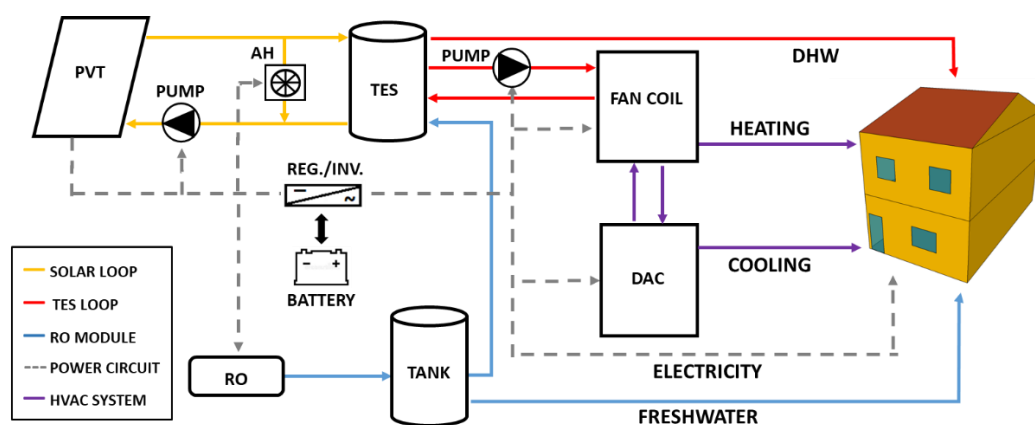 PVT
AH
PUMP
TES
PUMP
DHW
FAN COIL
HEATING
REG./INV.
BATTERY
DAC
COOLING
SOLAR LOOP
TES LOOP
RO MODULE
POWER CIRCUIT
HVAC SYSTEM
RO
TANK
ELECTRICITY
FRESHWATER